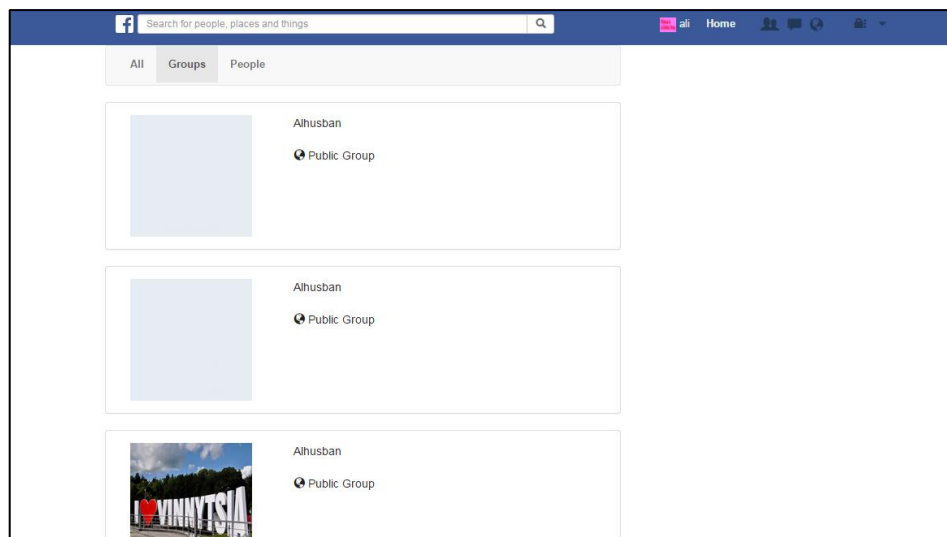 f Search for people, places and things ali Home
All Groups People
Alhusban
Public Group
Alhusban
Public Group
Alhusban
Public Group
I VINNYTSIA